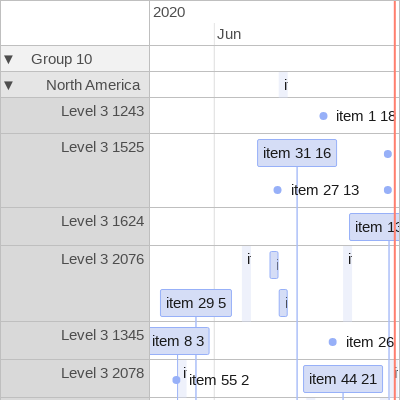 2020
Jun
▼ Group 10
▼ North America
Level 3 1243 item 1 18
Level 3 1525 item 31 16
item 27 13
Level 3 1624 item 13
Level 3 2076
item 29 5
Level 3 1345 item 8 3 item 26
Level 3 2078 item 55 2 item 44 21